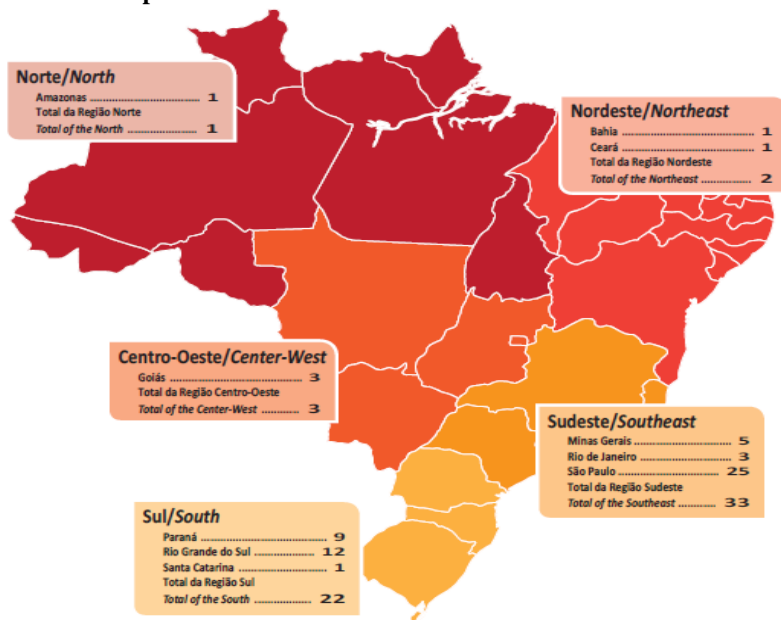 Norte/North
Amazonas .................................... 1
Total da Região Norte
Total of the North ....................... 1
Nordeste/Northeast
Bahia ............................................ 1
Ceará ............................................ 1
Total da Região Nordeste
Total of the Northeast ................ 2
Centro-Oeste/Center-West
Goiás ........................................... 3
Total da Região Centro-Oeste
Total of the Center-West ............ 3
Sudeste/Southeast
Minas Gerais ................................ 5
Rio de Janeiro .............................. 3
São Paulo ..................................... 25
Total da Região Sudeste
Total of the Southeast ................ 33
Sul/South
Paraná .......................................... 9
Rio Grande do Sul .................... 12
Santa Catarina ............................. 1
Total da Região Sul
Total of the South ...................... 22